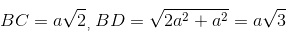 BC = a√2, BD = √(2a² + a²) = a√3